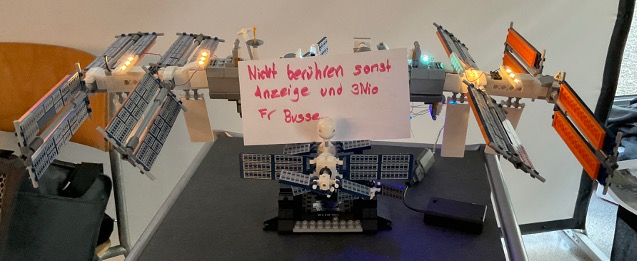 Nicht berühren sonst
Anzeige und 3Mio
Fr Busse